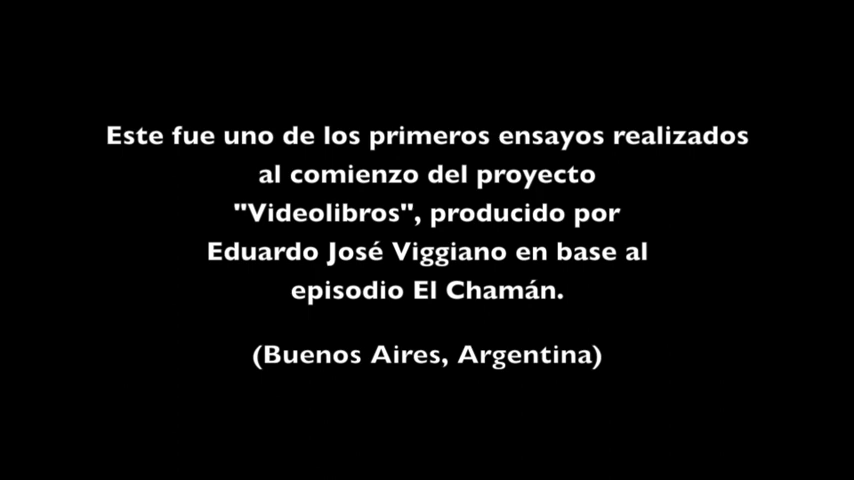 Este fue uno de los primeros ensayos realizados
al comienzo del proyecto
"Videolibros", producido por
Eduardo José Viggiano en base al
episodio El Chamán.
(Buenos Aires, Argentina)